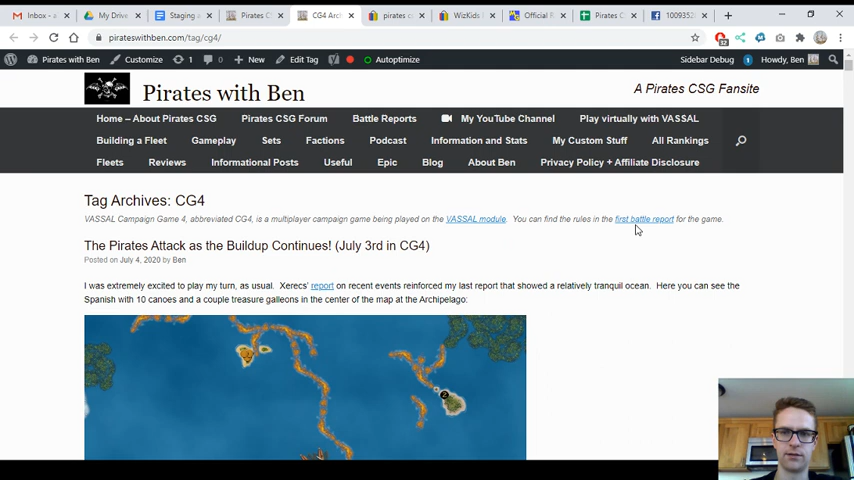 Inbox - a
My Drive
Staging a
Pirates C
CG4 Arc
pirates c
WizKids
Official R
Pirates C
10093526
pirateswithben.com/tag/cg4/
Pirates with Ben
Customize
1
0
New
Edit Tag
Autoptimize
Sidebar Debug
1
Howdy, Ben
Pirates with Ben
A Pirates CSG Fansite
Home – About Pirates CSG
Pirates CSG Forum
Battle Reports
My YouTube Channel
Play virtually with VASSAL
Building a Fleet
Gameplay
Sets
Factions
Podcast
Information and Stats
My Custom Stuff
All Rankings
Fleets
Reviews
Informational Posts
Useful
Epic
Blog
About Ben
Privacy Policy + Affiliate Disclosure
Tag Archives: CG4
VASSAL Campaign Game 4, abbreviated CG4, is a multiplayer campaign game being played on the VASSAL module. You can find the rules in the first battle report for the game.
The Pirates Attack as the Buildup Continues! (July 3rd in CG4)
Posted on July 4, 2020 by Ben
I was extremely excited to play my turn, as usual. Xerecs' report on recent events reinforced my last report that showed a relatively tranquil ocean. Here you can see the
Spanish with 10 canoes and a couple treasure galleons in the center of the map at the Archipelago: